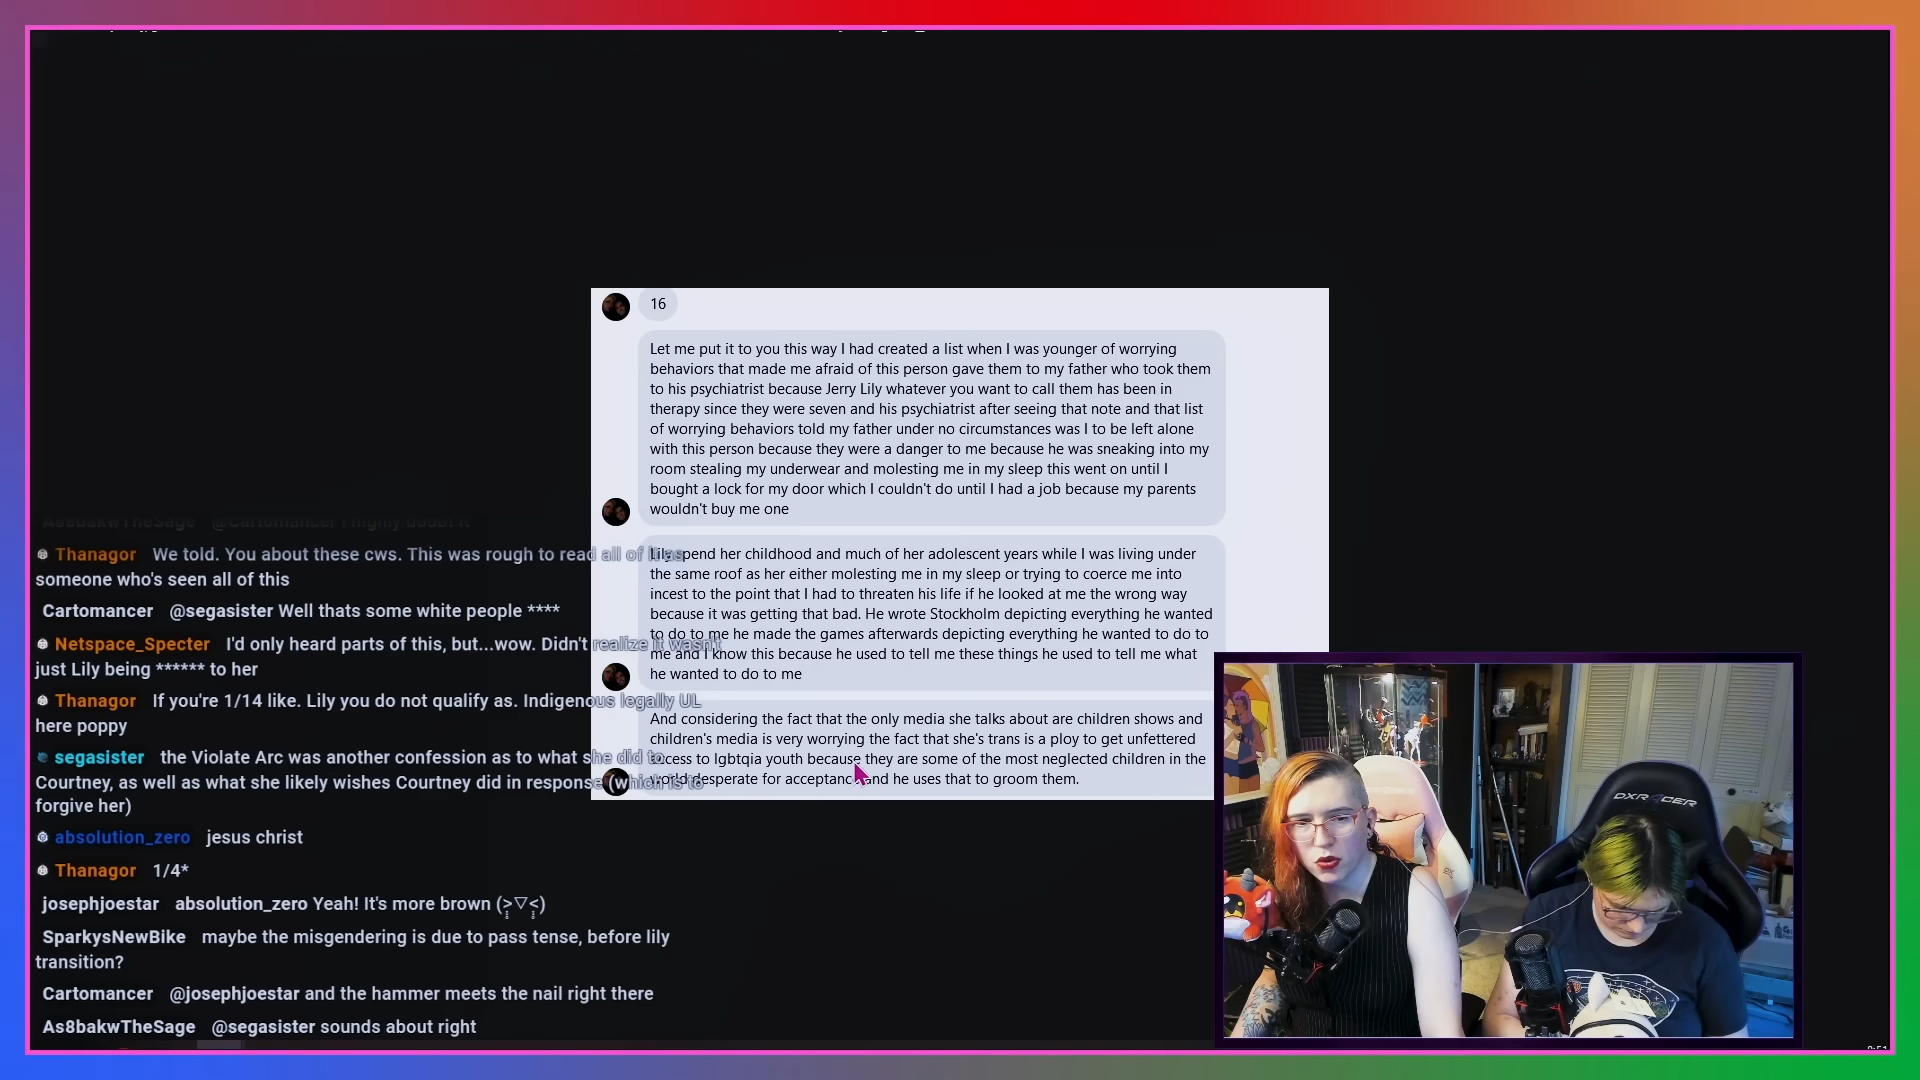 16
Let me put it to you this way I had created a list when I was younger of worrying
behaviors that made me afraid of this person gave them to my father who took them
to his psychiatrist because Jerry Lily whatever you want to call them has been in
therapy since they were seven and his psychiatrist after seeing that note and that list
of worrying behaviors told my father under no circumstances was I to be left alone
with this person because they were a danger to me because he was sneaking into my
room stealing my underwear and molesting me in my sleep this went on until I
bought a lock for my door which I couldn't do until I had a job because my parents
wouldn't buy me one
Lily spend her childhood and much of her adolescent years while I was living under
the same roof as her either molesting me in my sleep or trying to coerce me into
incest to the point that I had to threaten his life if he looked at me the wrong way
because it was getting that bad. He wrote Stockholm depicting everything he wanted
to do to me he made the games afterwards depicting everything he wanted to do to
me and I know this because he used to tell me these things he used to tell me what
he wanted to do to me
And considering the fact that the only media she talks about are children shows and
children's media is very worrying the fact that she's trans is a ploy to get unfettered
access to lgbtqia youth because they are some of the most neglected children in the
world desperate for acceptance and he uses that to groom them.
As8bakwTheSage @Cartomancer I highly doubt it
Thanagor We told. You about these cws. This was rough to read all of it as
someone who's seen all of this
Cartomancer @segasister Well thats some white people ****
Netspace_Specter I'd only heard parts of this, but...wow. Didn't realize it wasn't
just Lily being ****** to her
Thanagor If you're 1/14 like. Lily you do not qualify as. Indigenous legally UL
here poppy
segasister the Violate Arc was another confession as to what she did to
Courtney, as well as what she likely wishes Courtney did in response (which is to
forgive her)
absolution_zero jesus christ
Thanagor 1/4*
josephjoestar absolution_zero Yeah! It's more brown (>̣̣▽<̣̣)
SparkysNewBike maybe the misgendering is due to pass tense, before lily
transition?
Cartomancer @josephjoestar and the hammer meets the nail right there
As8bakwTheSage @segasister sounds about right
DXRACER